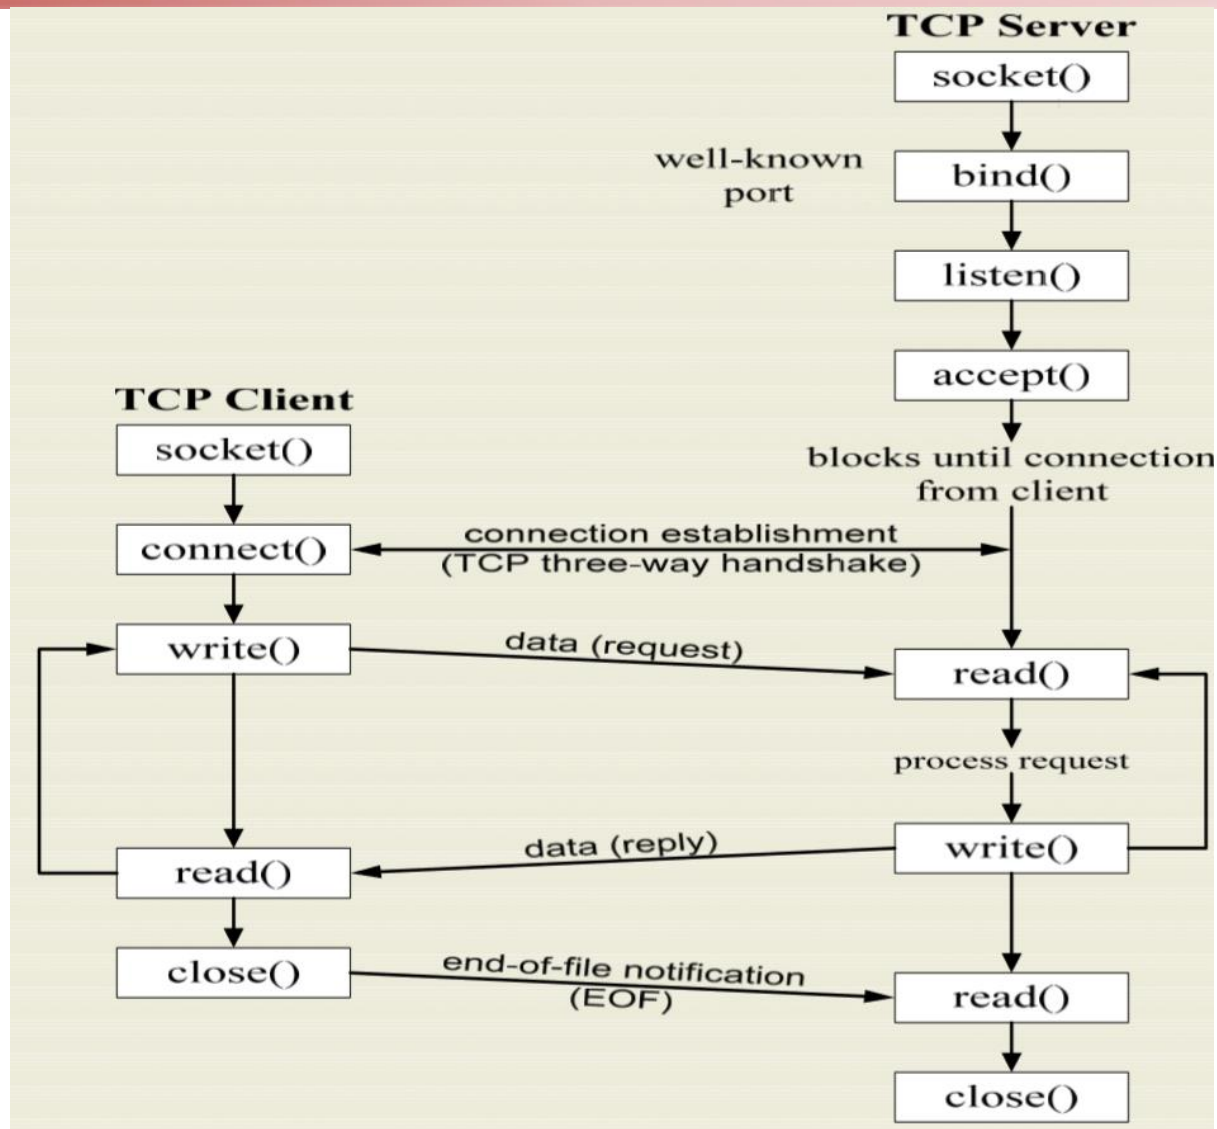 TCP Server
socket()
well-known
port
bind()
listen()
accept()
blocks until connection
from client
TCP Client
socket()
connect()
connection establishment
(TCP three-way handshake)
write()
data (request)
read()
process request
write()
data (reply)
read()
close()
end-of-file notification
(EOF)
read()
close()